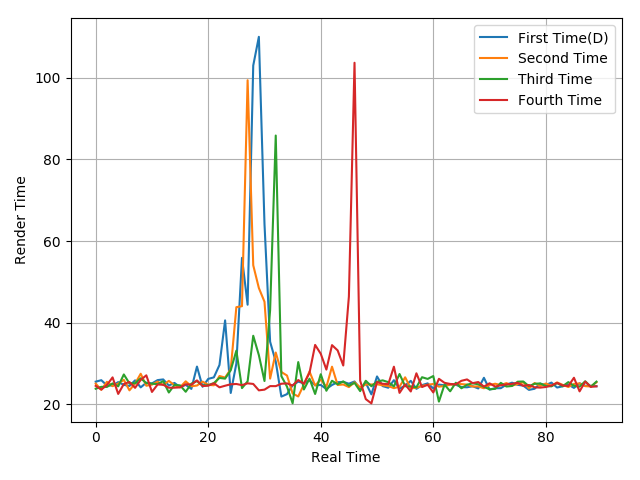 First Time(D)
Second Time
Third Time
Fourth Time
100
80
60
40
20
Render Time
0 20 40 60 80
Real Time